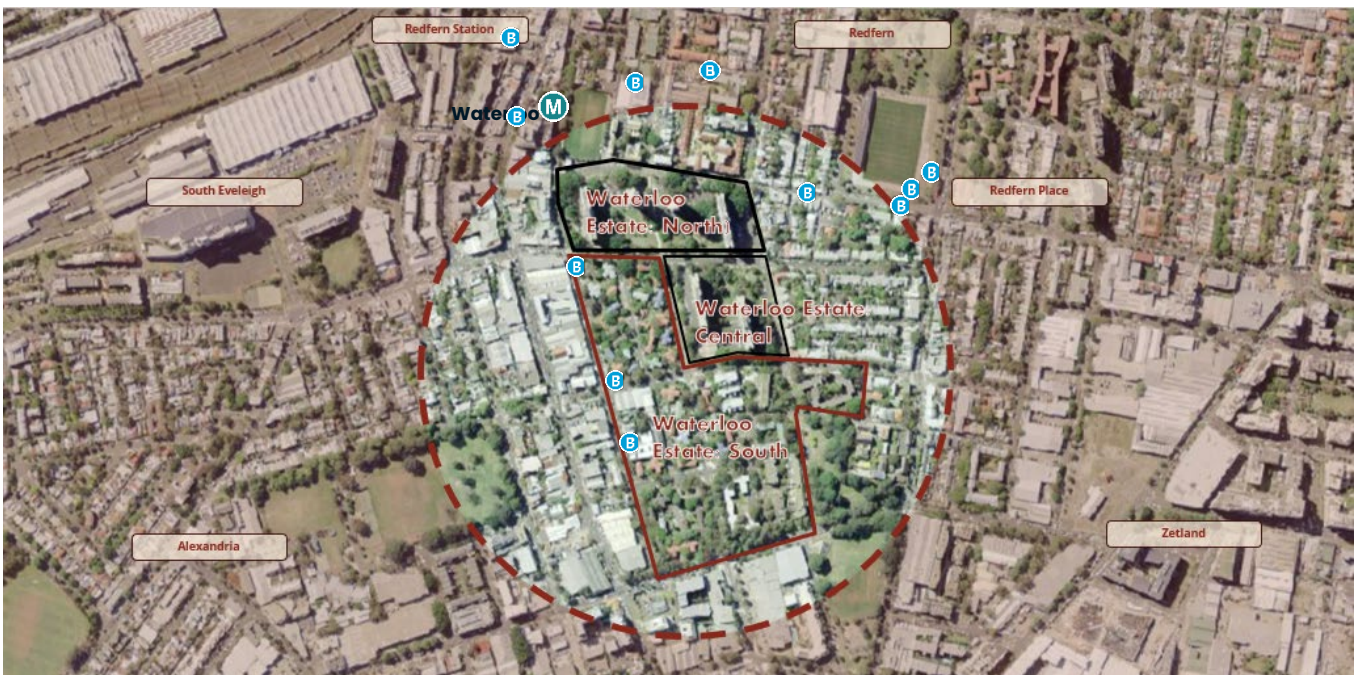 Redfern Station
B
Redfern
B
B
Waterloo
B
M
South Eveleigh
Redfern Place
B
B
B
B
Waterloo
Estate: North
B
Waterloo Estate:
Central
B
Waterloo
Estate: South
B
Alexandria
Zetland